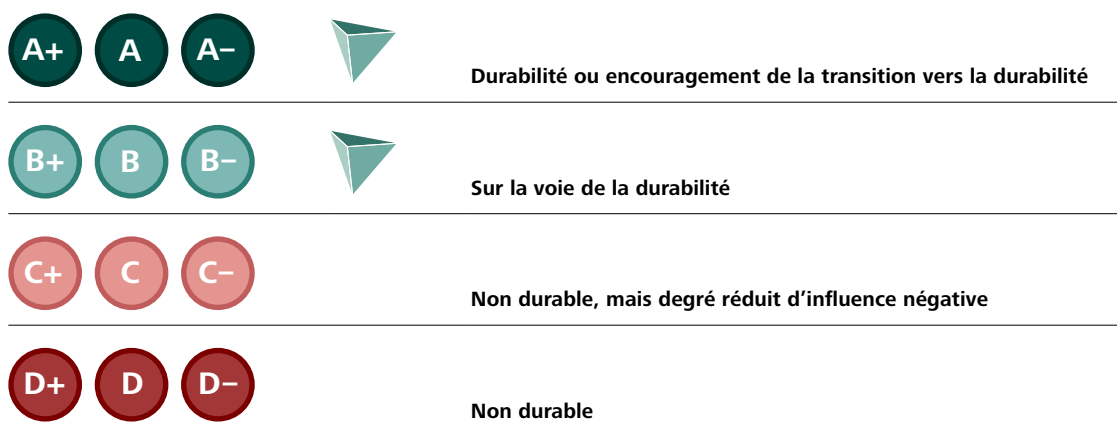 A+ A A–
Durabilité ou encouragement de la transition vers la durabilité
B+ B B–
Sur la voie de la durabilité
C+ C C–
Non durable, mais degré réduit d’influence négative
D+ D D–
Non durable